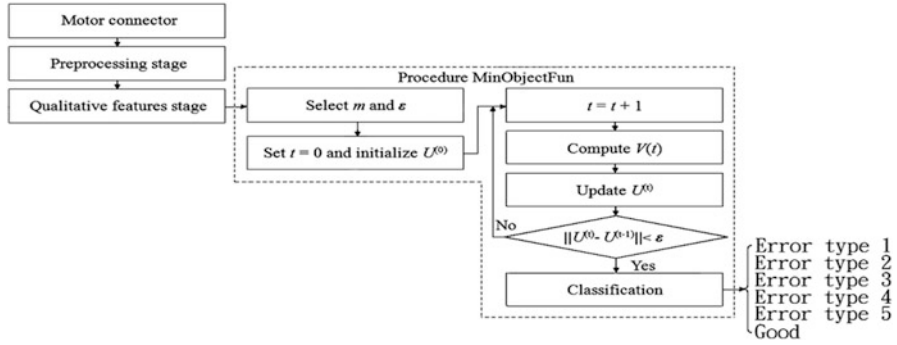 Motor connector
Preprocessing stage
Qualitative features stage
Procedure MinObjectFun
Select m and ε
Set t = 0 and initialize U⁽⁰⁾
t = t + 1
Compute V(t)
Update U⁽ᵗ⁾
No
||U⁽ᵗ⁾- U⁽ᵗ⁻¹⁾||< ε
Yes
Classification
Error type 1
Error type 2
Error type 3
Error type 4
Error type 5
Good